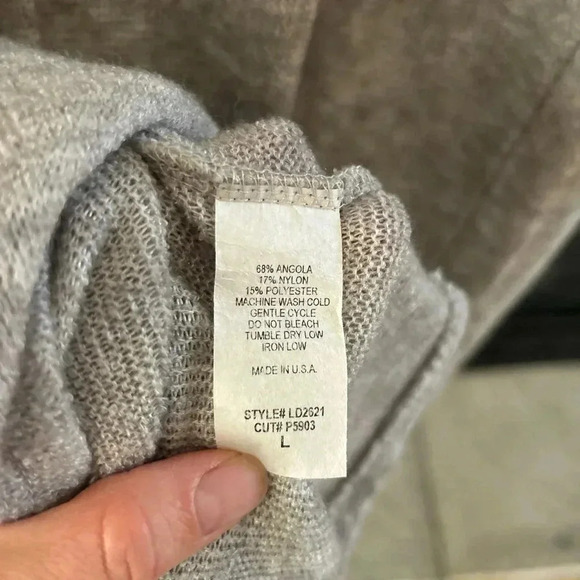 68% ANGOLA
17% NYLON
15% POLYESTER
MACHINE WASH COLD
GENTLE CYCLE
DO NOT BLEACH
TUMBLE DRY LOW
IRON LOW
MADE IN U.S.A.
STYLE# LD2621
CUT# P5903
L